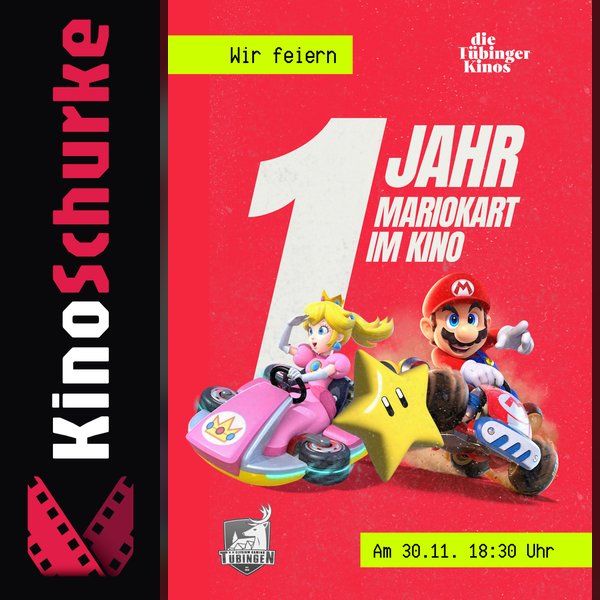 KinoSchurke
Wir feiern
die
Tübinger
Kinos
1
JAHR
MARIOKART
IM KINO
M
TÜBINGEN
Am 30.11. 18:30 Uhr